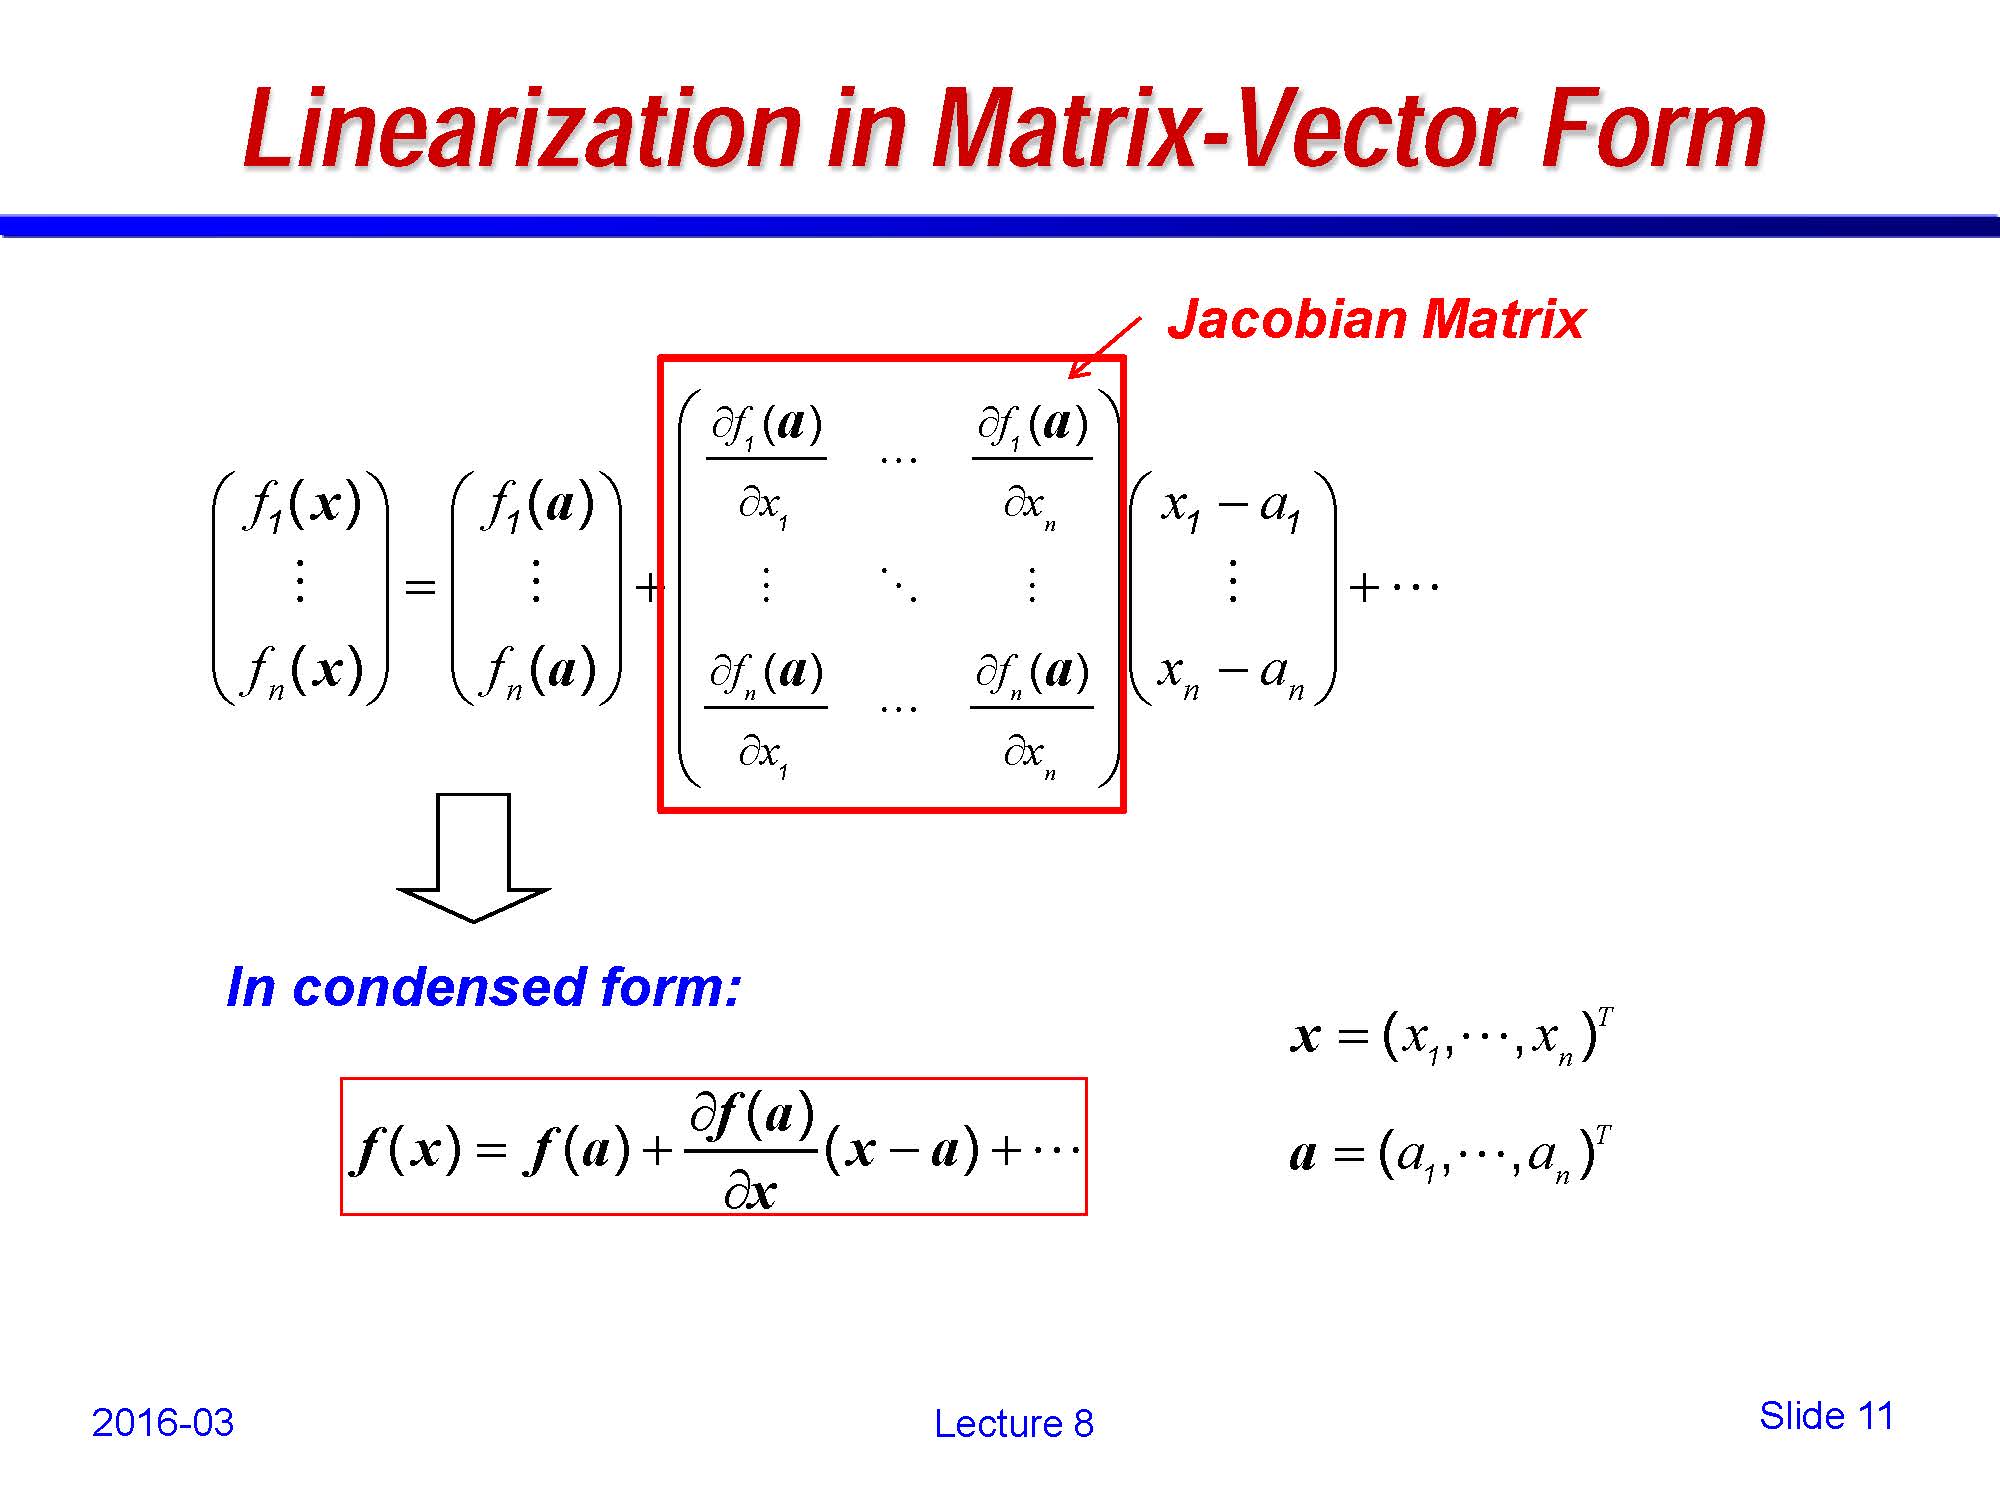 Linearization in Matrix-Vector Form
Jacobian Matrix
$\begin{pmatrix} f_1(\boldsymbol{x}) \\ \vdots \\ f_n(\boldsymbol{x}) \end{pmatrix} = \begin{pmatrix} f_1(\boldsymbol{a}) \\ \vdots \\ f_n(\boldsymbol{a}) \end{pmatrix} + \begin{pmatrix} \frac{\partial f_1(\boldsymbol{a})}{\partial x_1} & \cdots & \frac{\partial f_1(\boldsymbol{a})}{\partial x_n} \\ \vdots & \ddots & \vdots \\ \frac{\partial f_n(\boldsymbol{a})}{\partial x_1} & \cdots & \frac{\partial f_n(\boldsymbol{a})}{\partial x_n} \end{pmatrix} \begin{pmatrix} x_1 - a_1 \\ \vdots \\ x_n - a_n \end{pmatrix} + \cdots$
In condensed form:
$\boldsymbol{f}(\boldsymbol{x}) = \boldsymbol{f}(\boldsymbol{a}) + \frac{\partial \boldsymbol{f}(\boldsymbol{a})}{\partial \boldsymbol{x}}(\boldsymbol{x} - \boldsymbol{a}) + \cdots$
$\boldsymbol{x} = (x_1, \cdots, x_n)^T$
$\boldsymbol{a} = (a_1, \cdots, a_n)^T$
2016-03
Lecture 8
Slide 11